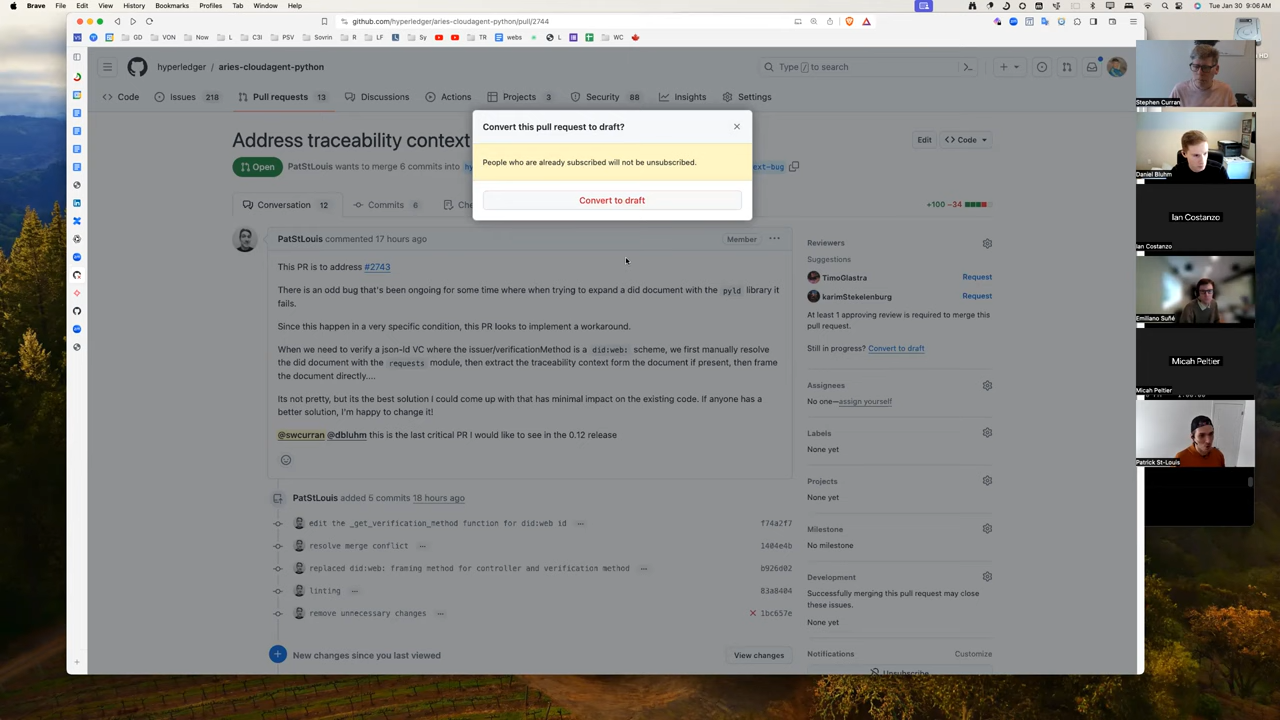 Brave File Edit View History Bookmarks Profiles Tab Window Help
Tue Jan 30 9:06 AM
github.com/hyperledger/aries-cloudagent-python/pull/2744
GD VON Now L C3I PSV Sovrin R LF Sy TR webs L WC
hyperledger / aries-cloudagent-python
Type / to search
Code Issues 218 Pull requests 13 Discussions Actions Projects 3 Security 88 Insights Settings
Convert this pull request to draft?
People who are already subscribed will not be unsubscribed.
Convert to draft
Address traceability context
Edit <> Code
Open PatStLouis wants to merge 6 commits into
Conversation 12 Commits 6
+100 −34
PatStLouis commented 17 hours ago
Member
This PR is to address #2743
There is an odd bug that's been ongoing for some time where when trying to expand a did document with the pyld library it
fails.
Since this happen in a very specific condition, this PR looks to implement a workaround.
When we need to verify a json-ld VC where the issuer/verificationMethod is a did:web: scheme, we first manually resolve
the did document with the requests module, then extract the traceability context form the document if present, then frame
the document directly....
Its not pretty, but its the best solution I could come up with that has minimal impact on the existing code. if anyone has a
better solution, I'm happy to change it!
@swcurran @dbluhm this is the last critical PR I would like to see in the 0.12 release
PatStLouis added 5 commits 18 hours ago
edit the _get_verification_method function for did:web id
f74a2f7
resolve merge conflict
1404e4b
replaced did:web: framing method for controller and verification method
b926d02
linting
83a8404
remove unnecessary changes
1bc657e
New changes since you last viewed
View changes
Reviewers
Suggestions
TimoGlastra Request
karimStekelenburg Request
At least 1 approving review is required to merge this
pull request.
Still in progress? Convert to draft
Assignees
No one—assign yourself
Labels
None yet
Projects
None yet
Milestone
No milestone
Development
Successfully merging this pull request may close
these issues.
None yet
Notifications Customize
Unsubscribe
Stephen Curran
Daniel Bluhm
Ian Costanzo
Ian Costanzo
Emiliano Suñé
Micah Peltier
Micah Peltier
Patrick St-Louis